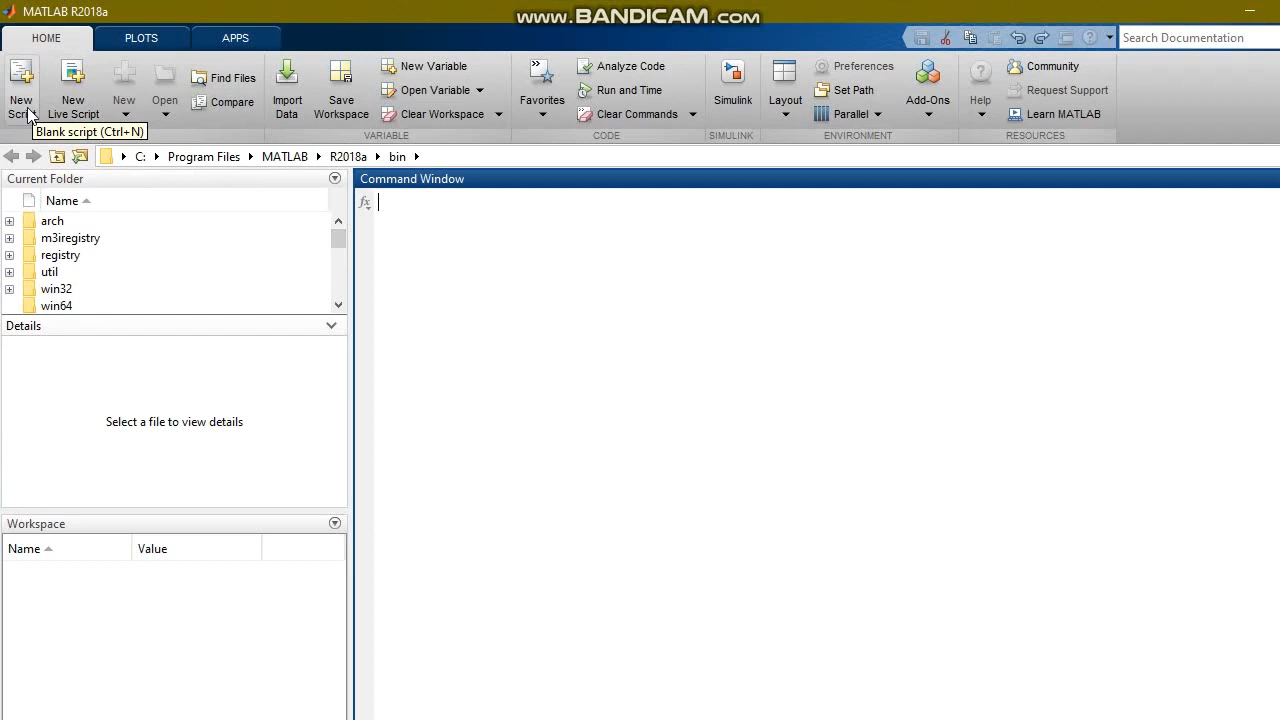 MATLAB R2018a
www.BANDICAM.com
HOME
PLOTS
APPS
Search Documentation
New Script
New Live Script
New
Open
Find Files
Compare
Import Data
Save Workspace
New Variable
Open Variable
Clear Workspace
VARIABLE
Favorites
Analyze Code
Run and Time
Clear Commands
CODE
Simulink
SIMULINK
Layout
Preferences
Set Path
Parallel
ENVIRONMENT
Add-Ons
Help
Community
Request Support
Learn MATLAB
RESOURCES
Blank script (Ctrl+N)
C: Program Files MATLAB R2018a bin
Current Folder
Name
arch
m3iregistry
registry
util
win32
win64
Details
Select a file to view details
Workspace
Name Value
Command Window
fx